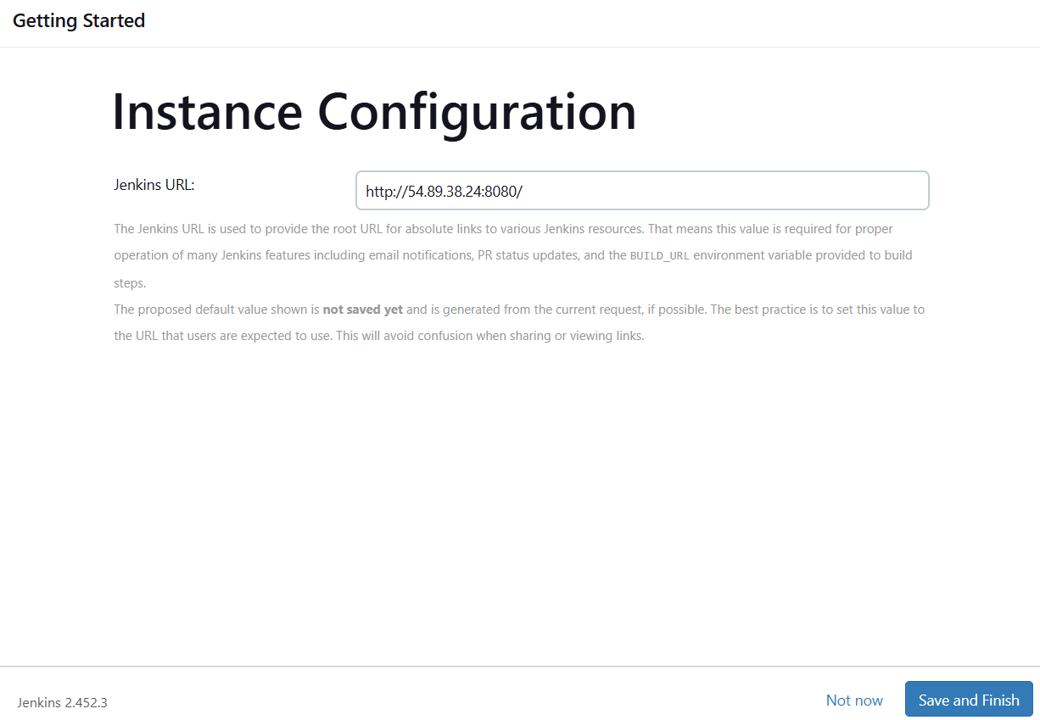 Getting Started
Instance Configuration
Jenkins URL:
http://54.89.38.24:8080/
The Jenkins URL is used to provide the root URL for absolute links to various Jenkins resources. That means this value is required for proper
operation of many Jenkins features including email notifications, PR status updates, and the BUILD_URL environment variable provided to build
steps.
The proposed default value shown is not saved yet and is generated from the current request, if possible. The best practice is to set this value to
the URL that users are expected to use. This will avoid confusion when sharing or viewing links.
Jenkins 2.452.3
Not now
Save and Finish